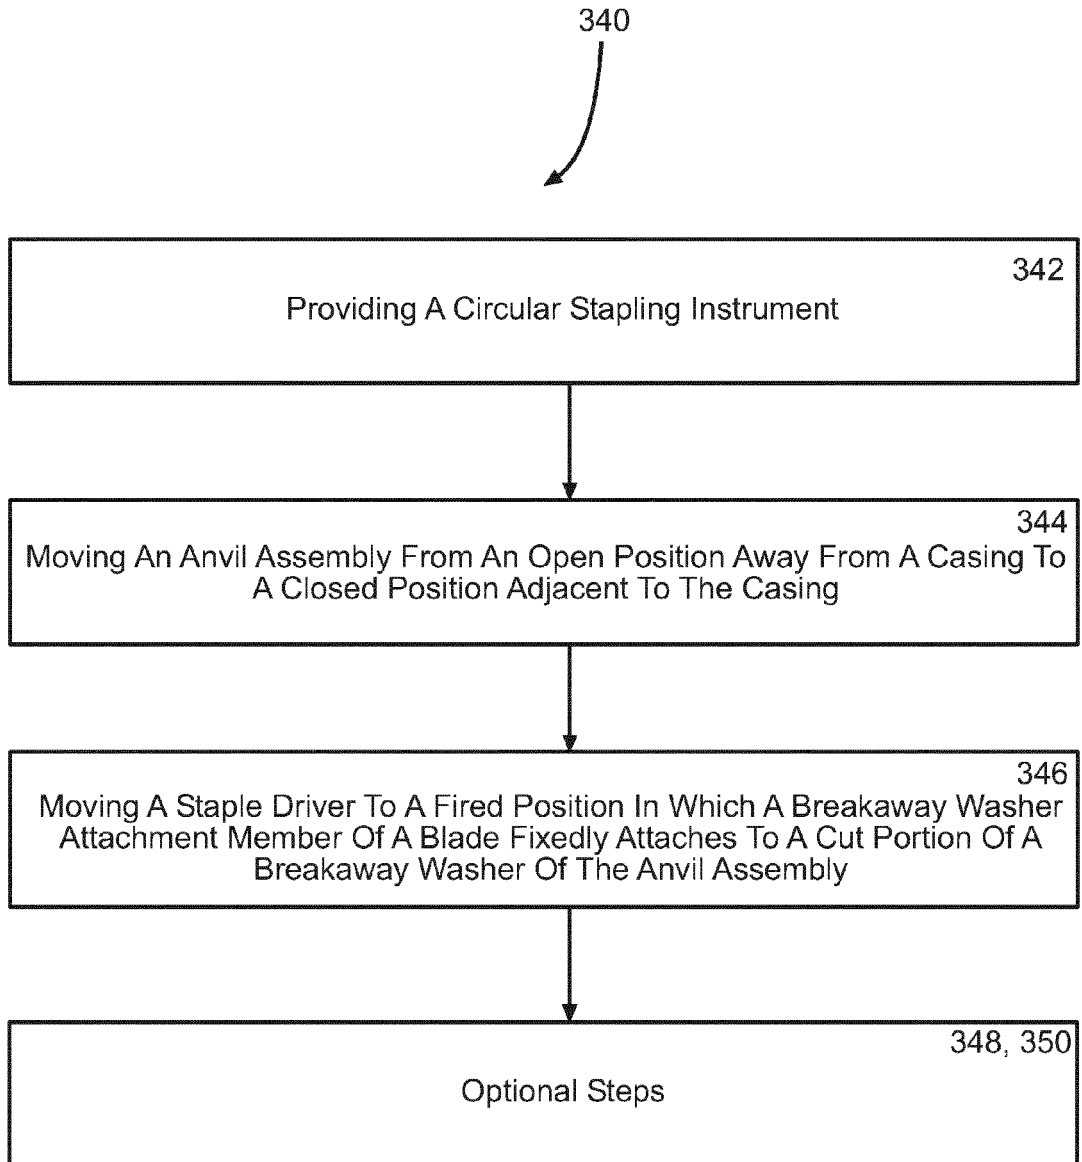 340
342
Providing A Circular Stapling Instrument
344
Moving An Anvil Assembly From An Open Position Away From A Casing To
A Closed Position Adjacent To The Casing
346
Moving A Staple Driver To A Fired Position In Which A Breakaway Washer
Attachment Member Of A Blade Fixedly Attaches To A Cut Portion Of A
Breakaway Washer Of The Anvil Assembly
348, 350
Optional Steps